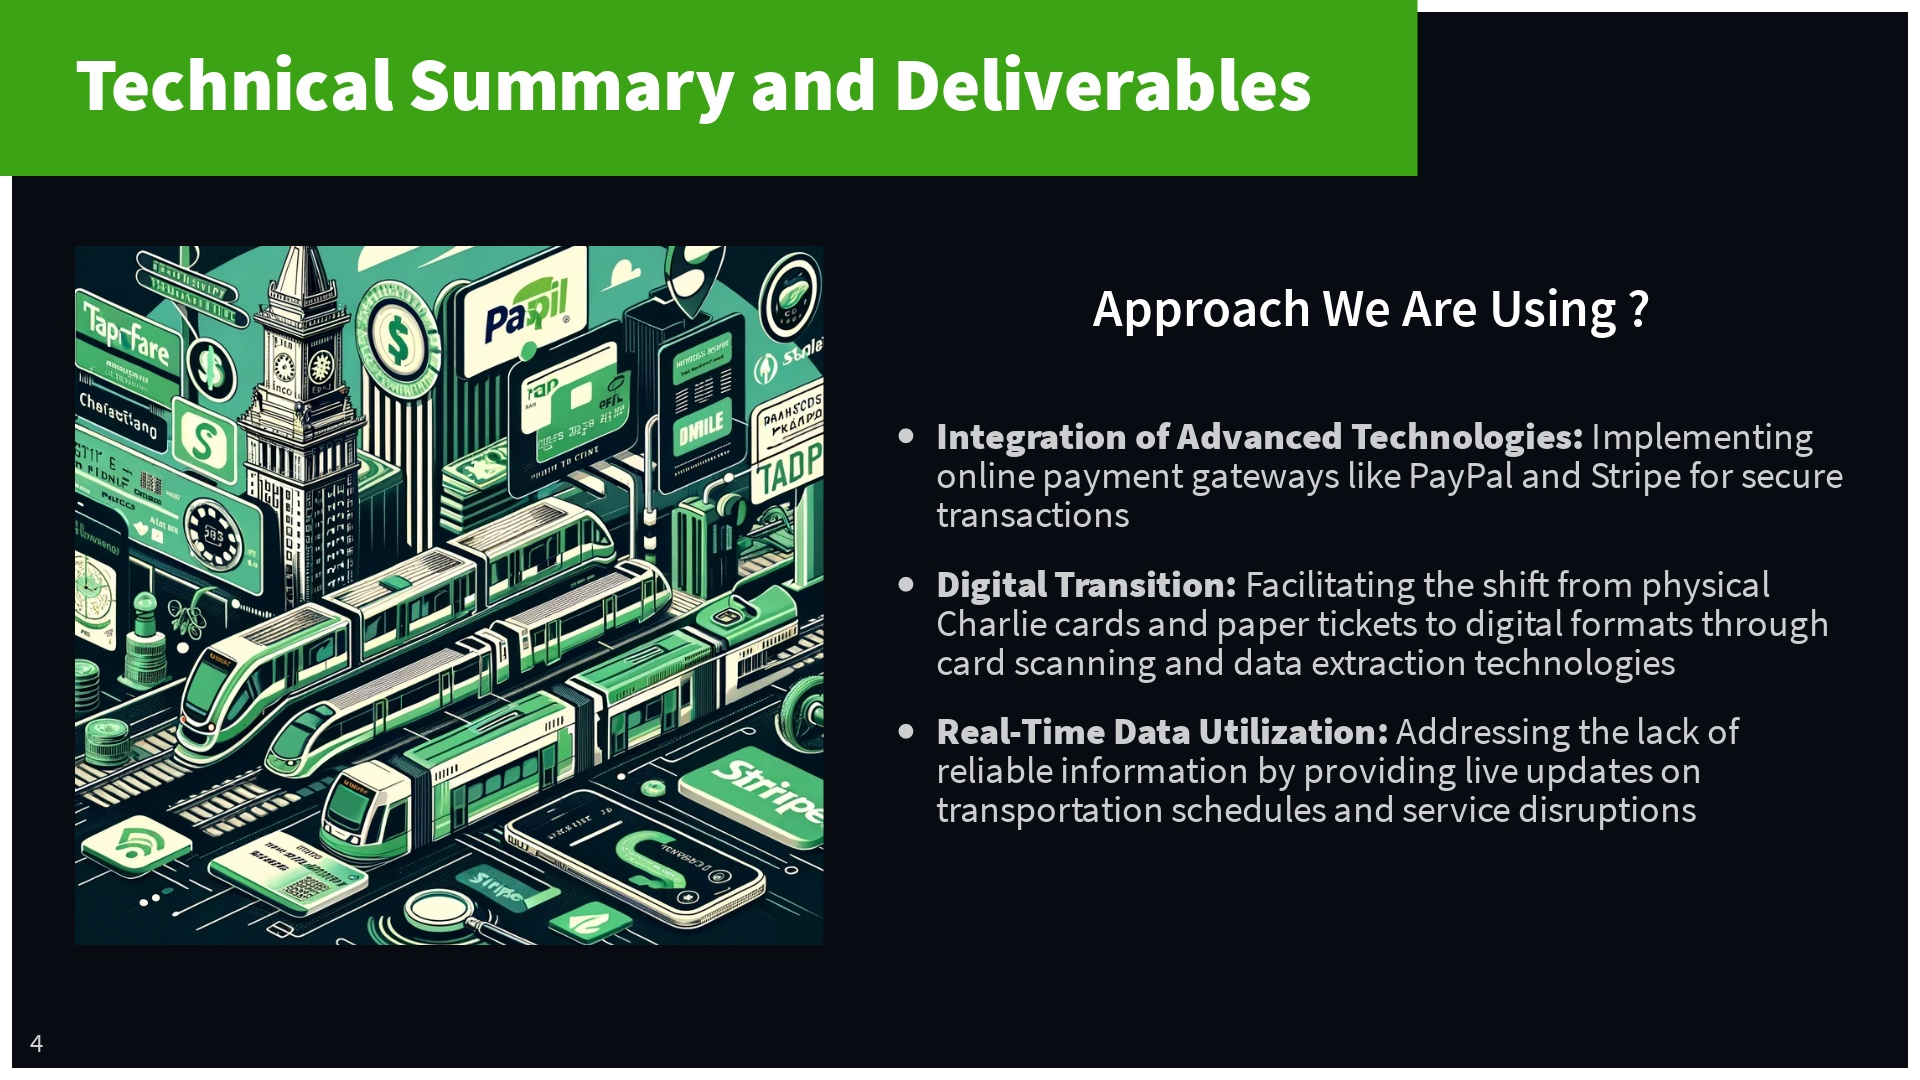 Technical Summary and Deliverables
Tap-fare
$
$
S
TADP
Approach We Are Using ?
• Integration of Advanced Technologies: Implementing
online payment gateways like PayPal and Stripe for secure
transactions
• Digital Transition: Facilitating the shift from physical
Charlie cards and paper tickets to digital formats through
card scanning and data extraction technologies
• Real-Time Data Utilization: Addressing the lack of
reliable information by providing live updates on
transportation schedules and service disruptions
4